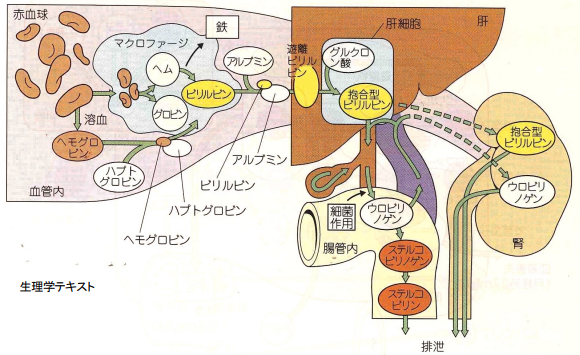 赤血球
マクロファージ
鉄
ヘム
グロビン
ビリルビン
アルブミン
遊離
ビリル
ビン
グルクロ
ン酸
肝細胞
肝
抱合型
ビリルビン
溶血
ヘモグロ
ビン
ハプト
グロビン
血管内
アルブミン
ビリルビン
ハプトグロビン
ヘモグロビン
抱合型
ビリルビン
ウロビリ
ノゲン
腎
細菌
作用
ウロビリ
ノゲン
腸管内
ステルコ
ビリノゲン
ステルコ
ビリン
排泄
生理学テキスト